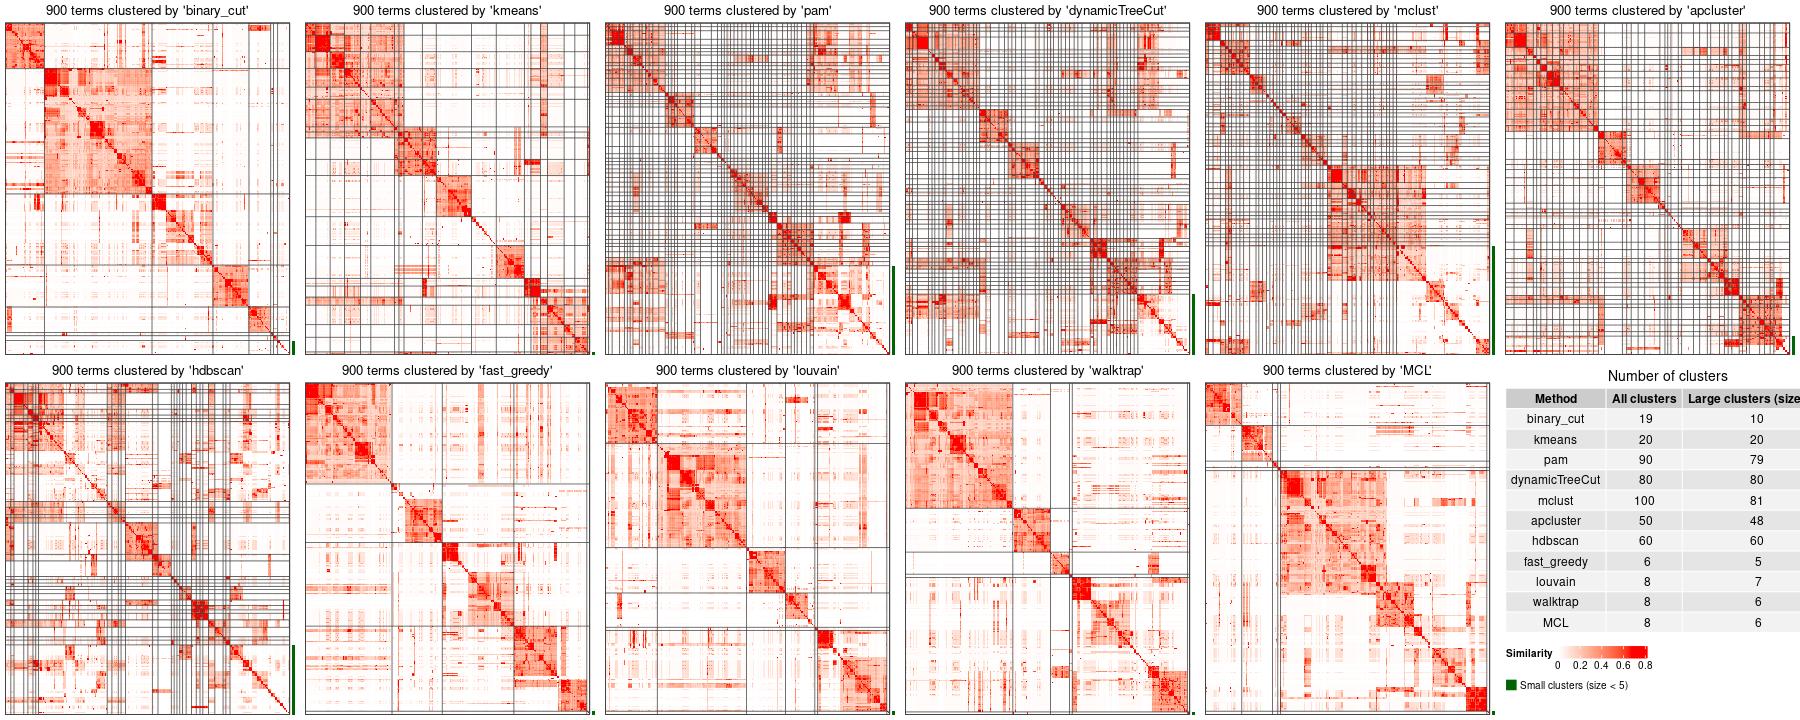 900 terms clustered by 'binary_cut'
900 terms clustered by 'kmeans'
900 terms clustered by 'pam'
900 terms clustered by 'dynamicTreeCut'
900 terms clustered by 'mclust'
900 terms clustered by 'apcluster'
900 terms clustered by 'hdbscan'
900 terms clustered by 'fast_greedy'
900 terms clustered by 'louvain'
900 terms clustered by 'walktrap'
900 terms clustered by 'MCL'
Number of clusters
Method All clusters Large clusters (size
binary_cut 19 10
kmeans 20 20
pam 90 79
dynamicTreeCut 80 80
mclust 100 81
apcluster 50 48
hdbscan 60 60
fast_greedy 6 5
louvain 8 7
walktrap 8 6
MCL 8 6
Similarity
0 0.2 0.4 0.6 0.8
Small clusters (size < 5)